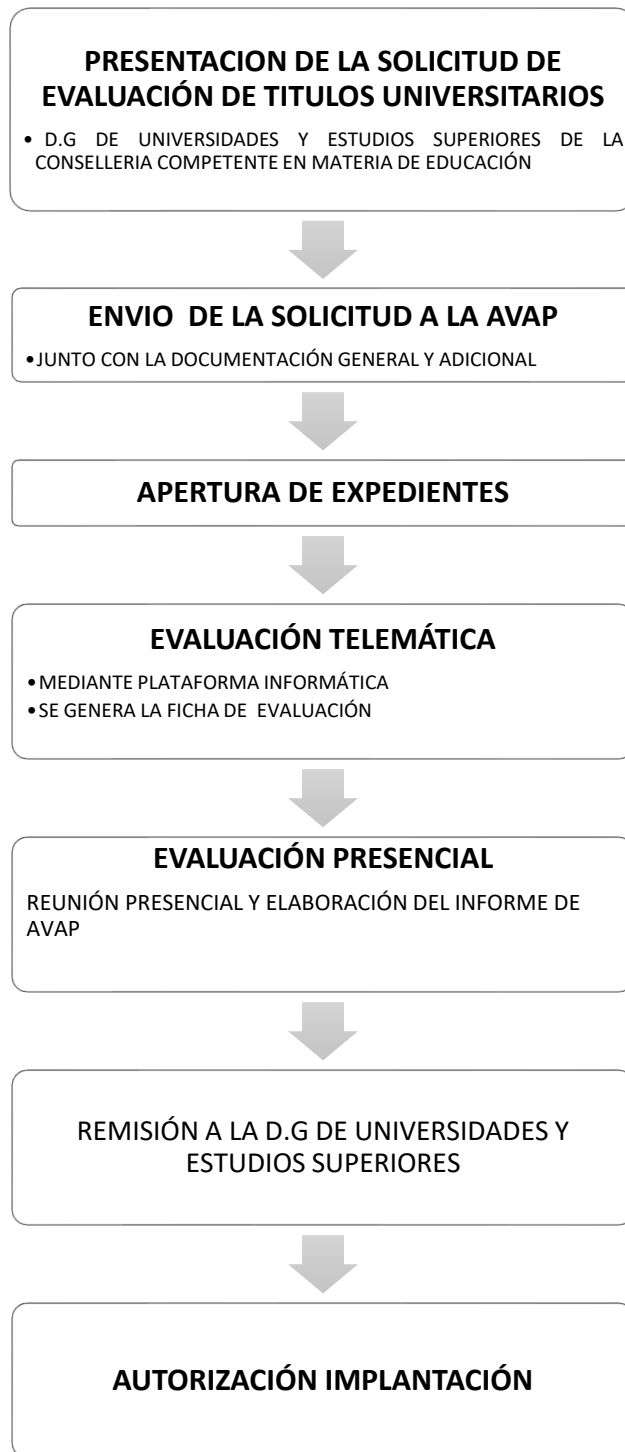 PRESENTACION DE LA SOLICITUD DE
EVALUACIÓN DE TITULOS UNIVERSITARIOS
• D.G DE UNIVERSIDADES Y ESTUDIOS SUPERIORES DE LA
CONSELLERIA COMPETENTE EN MATERIA DE EDUCACIÓN
ENVIO DE LA SOLICITUD A LA AVAP
•JUNTO CON LA DOCUMENTACIÓN GENERAL Y ADICIONAL
APERTURA DE EXPEDIENTES
EVALUACIÓN TELEMÁTICA
•MEDIANTE PLATAFORMA INFORMÁTICA
•SE GENERA LA FICHA DE EVALUACIÓN
EVALUACIÓN PRESENCIAL
REUNIÓN PRESENCIAL Y ELABORACIÓN DEL INFORME DE
AVAP
REMISIÓN A LA D.G DE UNIVERSIDADES Y
ESTUDIOS SUPERIORES
AUTORIZACIÓN IMPLANTACIÓN